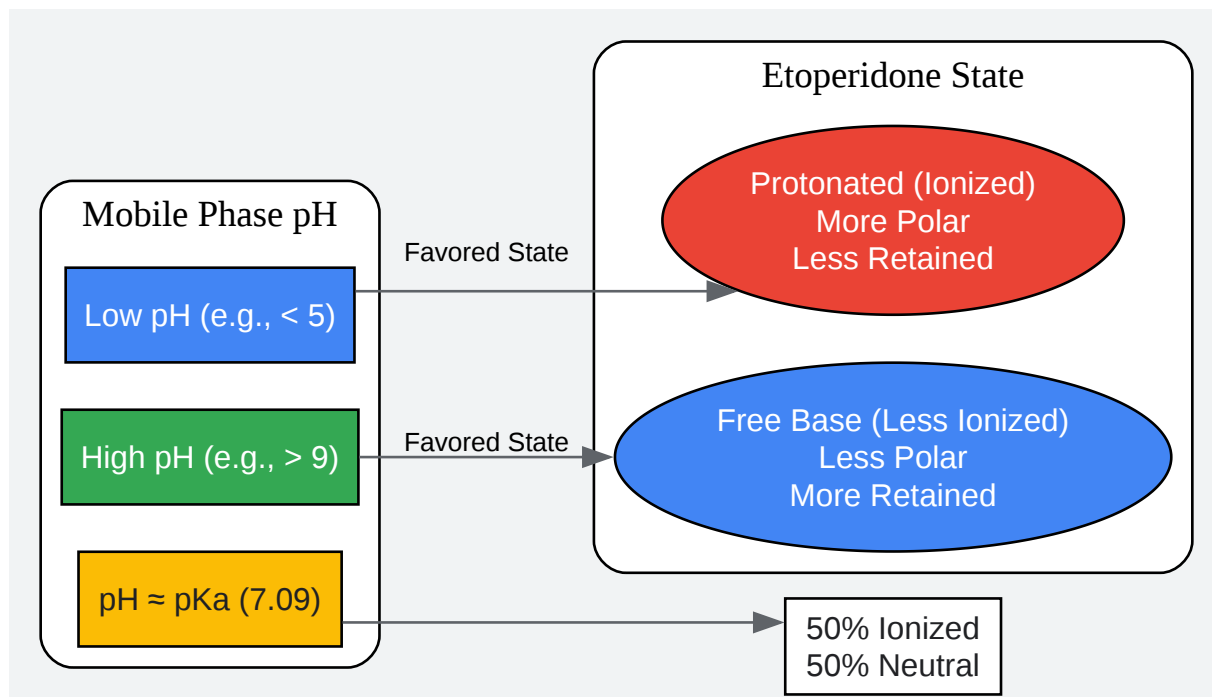 Mobile Phase pH
Low pH (e.g., < 5)
High pH (e.g., > 9)
pH ≈ pKa (7.09)
Favored State
Favored State
Etoperidone State
Protonated (Ionized)
More Polar
Less Retained
Free Base (Less Ionized)
Less Polar
More Retained
50% Ionized
50% Neutral